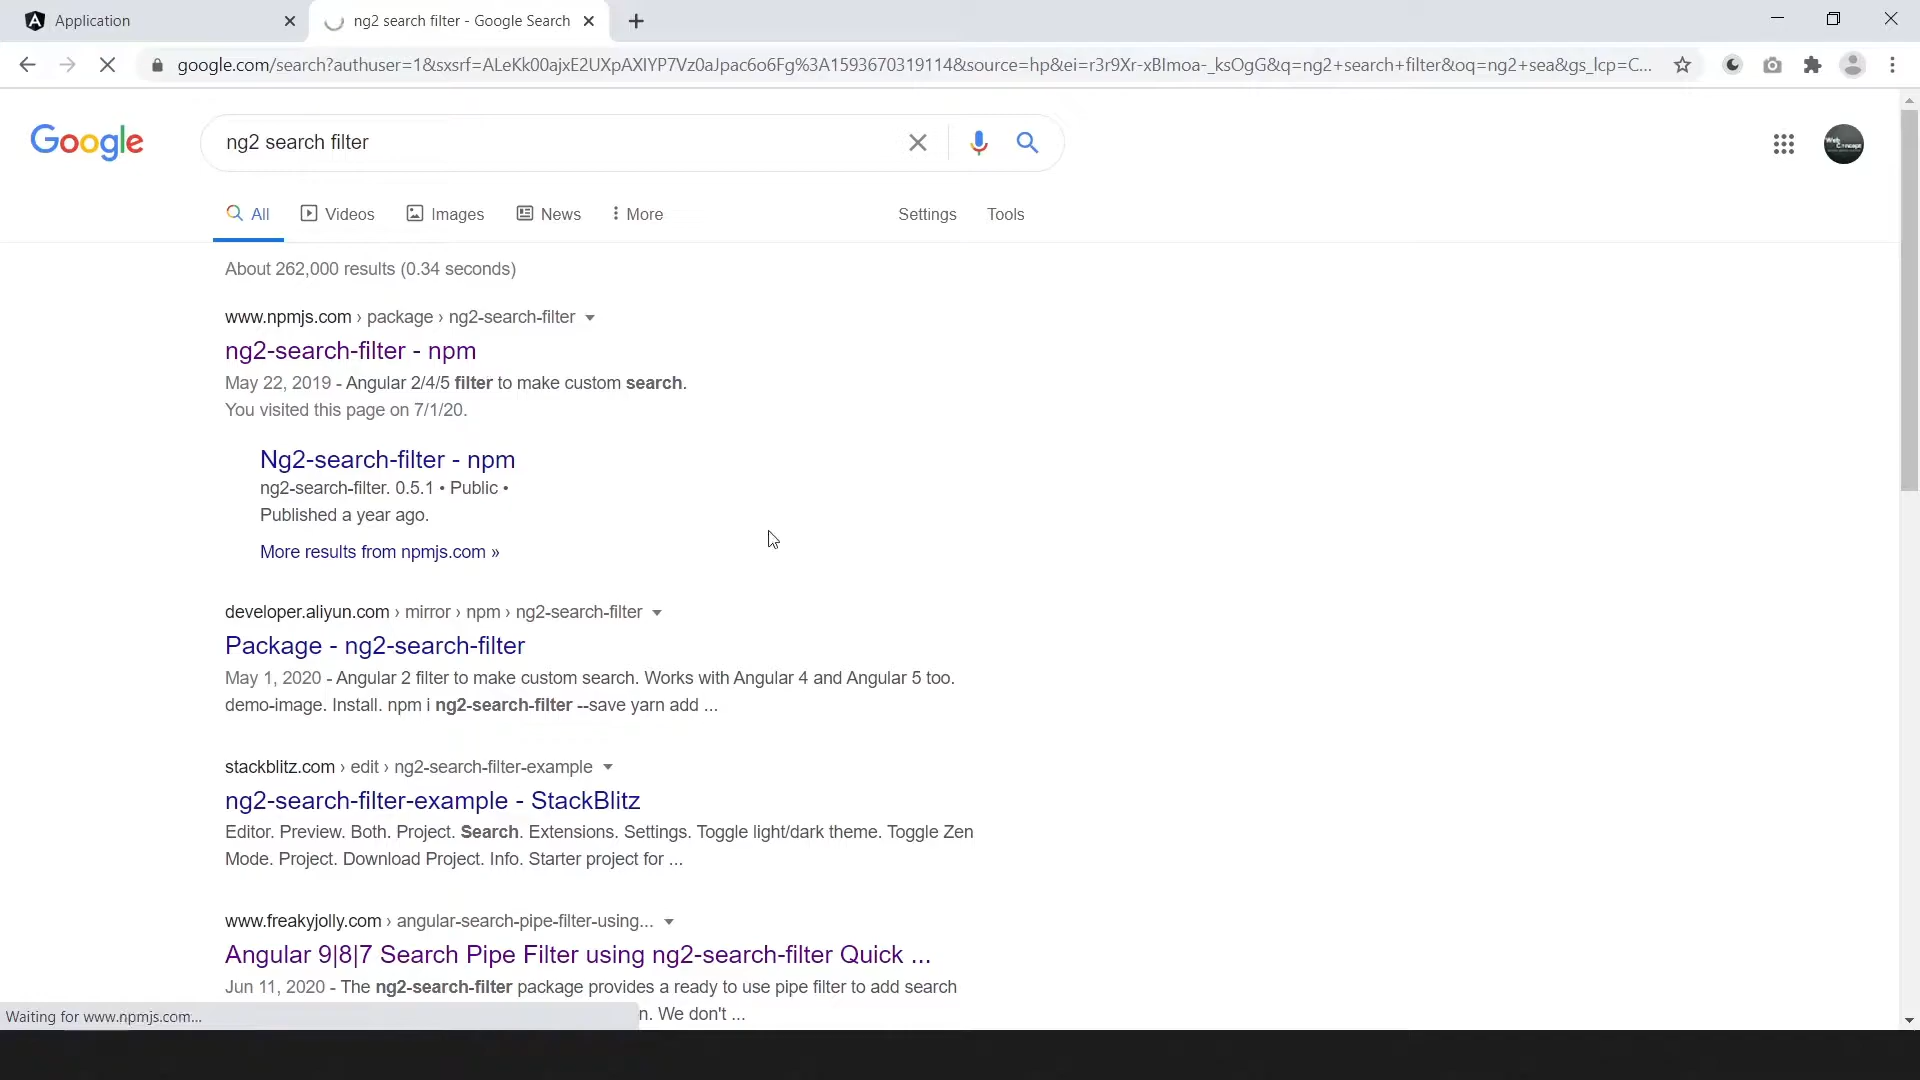 Application
ng2 search filter - Google Search
google.com/search?authuser=1&sxsrf=ALeKk00ajxE2UXpAXIYP7Vz0aJpac6o6Fg%3A1593670319114&source=hp&ei=r3r9Xr-xBImoa-_ksOgG&q=ng2+search+filter&oq=ng2+sea&gs_lcp=C...
Google
ng2 search filter
All
Videos
Images
News
More
Settings
Tools
About 262,000 results (0.34 seconds)
www.npmjs.com › package › ng2-search-filter
ng2-search-filter - npm
May 22, 2019 - Angular 2/4/5 filter to make custom search.
You visited this page on 7/1/20.
Ng2-search-filter - npm
ng2-search-filter. 0.5.1 • Public •
Published a year ago.
More results from npmjs.com »
developer.aliyun.com › mirror › npm › ng2-search-filter
Package - ng2-search-filter
May 1, 2020 - Angular 2 filter to make custom search. Works with Angular 4 and Angular 5 too.
demo-image. Install. npm i ng2-search-filter --save yarn add ...
stackblitz.com › edit › ng2-search-filter-example
ng2-search-filter-example - StackBlitz
Editor. Preview. Both. Project. Search. Extensions. Settings. Toggle light/dark theme. Toggle Zen
Mode. Project. Download Project. Info. Starter project for ...
www.freakyjolly.com › angular-search-pipe-filter-using...
Angular 9|8|7 Search Pipe Filter using ng2-search-filter Quick ...
Jun 11, 2020 - The ng2-search-filter package provides a ready to use pipe filter to add search
n. We don't ...
Waiting for www.npmjs.com...